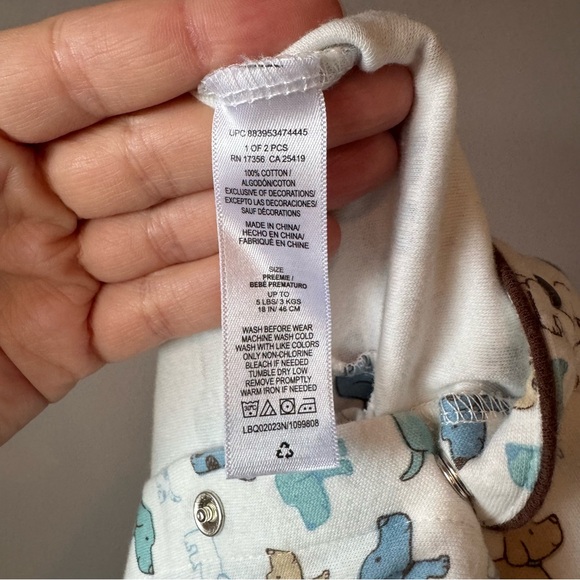 UPC 883953474445
1 OF 2 PCS
RN 17356 CA 25419
100% COTTON/
ALGODÓN/COTON
EXCLUSIVE OF DECORATIONS/
EXCEPTO LAS DECORACIONES/
SAUF DÉCORATIONS
MADE IN CHINA/
HECHO EN CHINA/
FABRIQUÉ EN CHINE
SIZE
PREEMIE/
BEBÉ PREMATURO
UP TO
5 LBS/ 3 KGS
18 IN/ 46 CM
WASH BEFORE WEAR
MACHINE WASH COLD
WASH WITH LIKE COLORS
ONLY NON-CHLORINE
BLEACH IF NEEDED
TUMBLE DRY LOW
REMOVE PROMPTLY
WARM IRON IF NEEDED
LBQ02023N/1099808